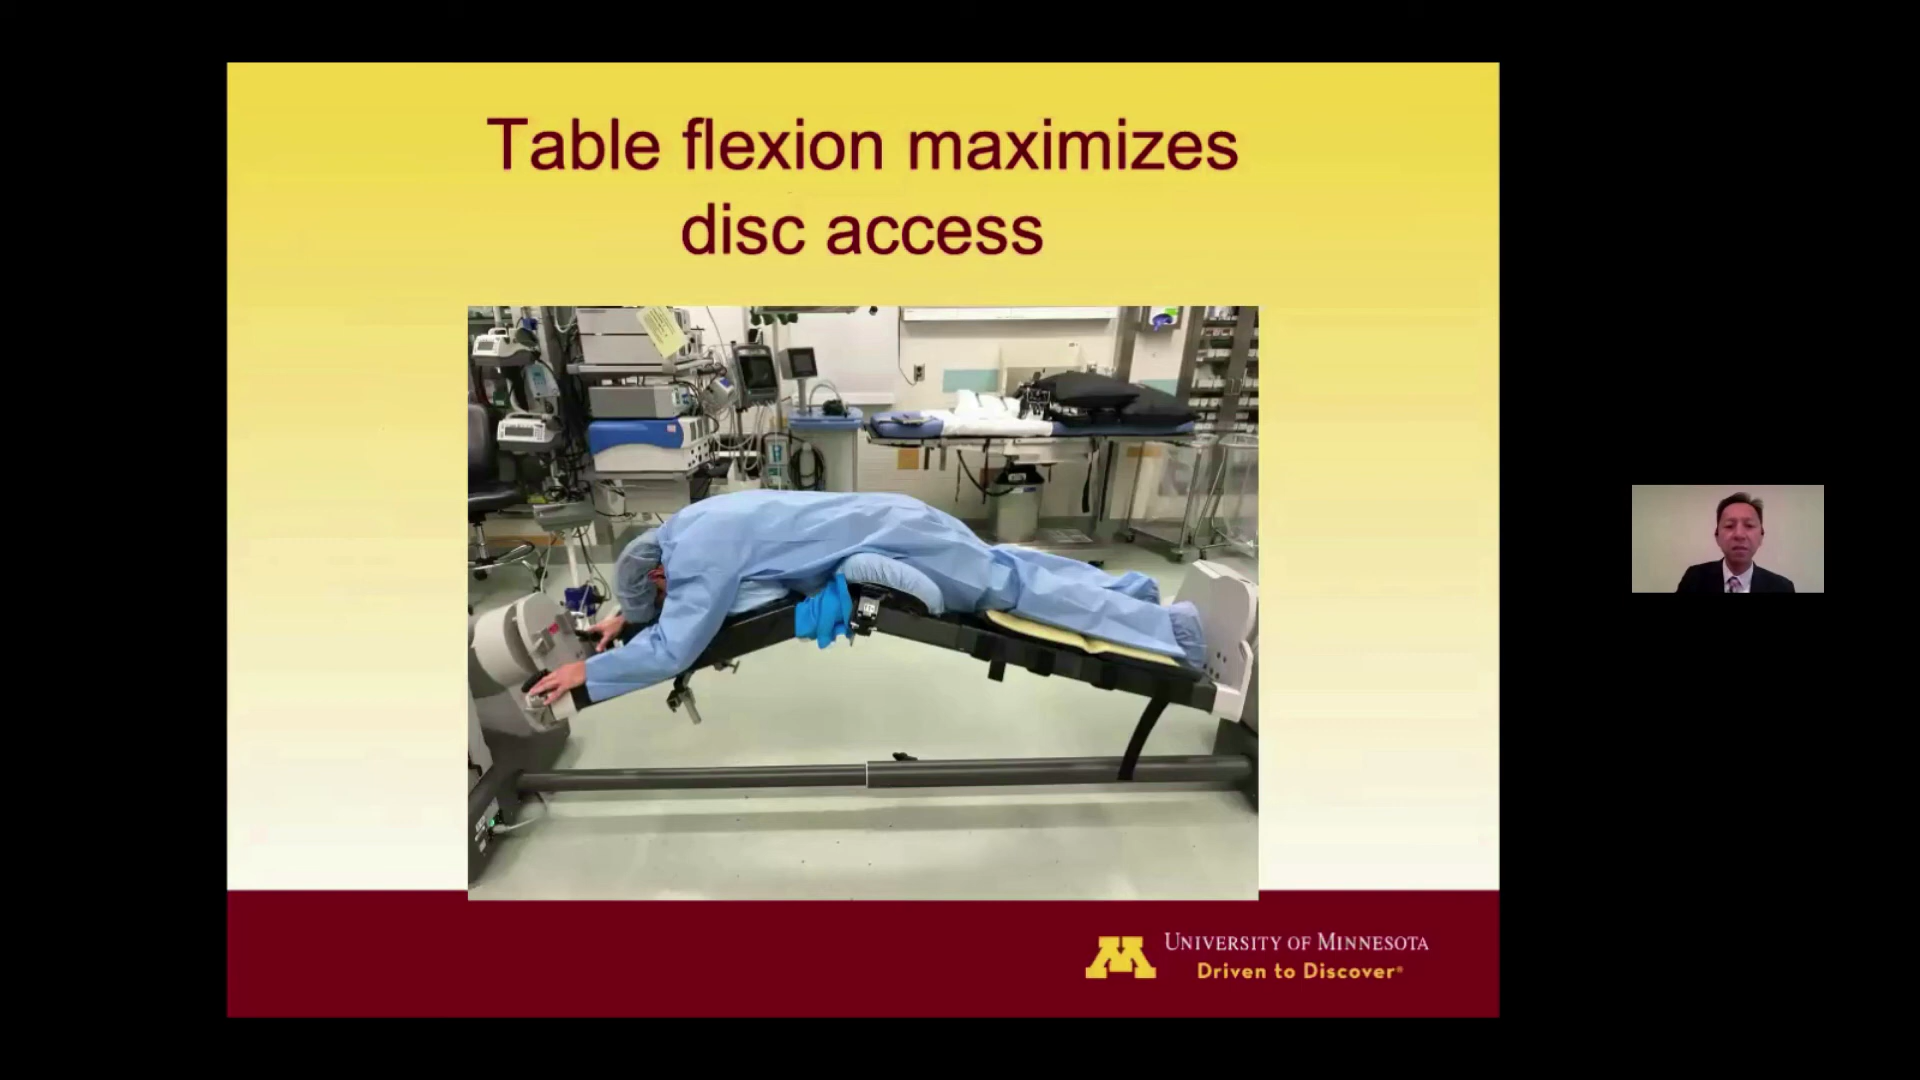 Table flexion maximizes
disc access
UNIVERSITY OF MINNESOTA
Driven to Discover®